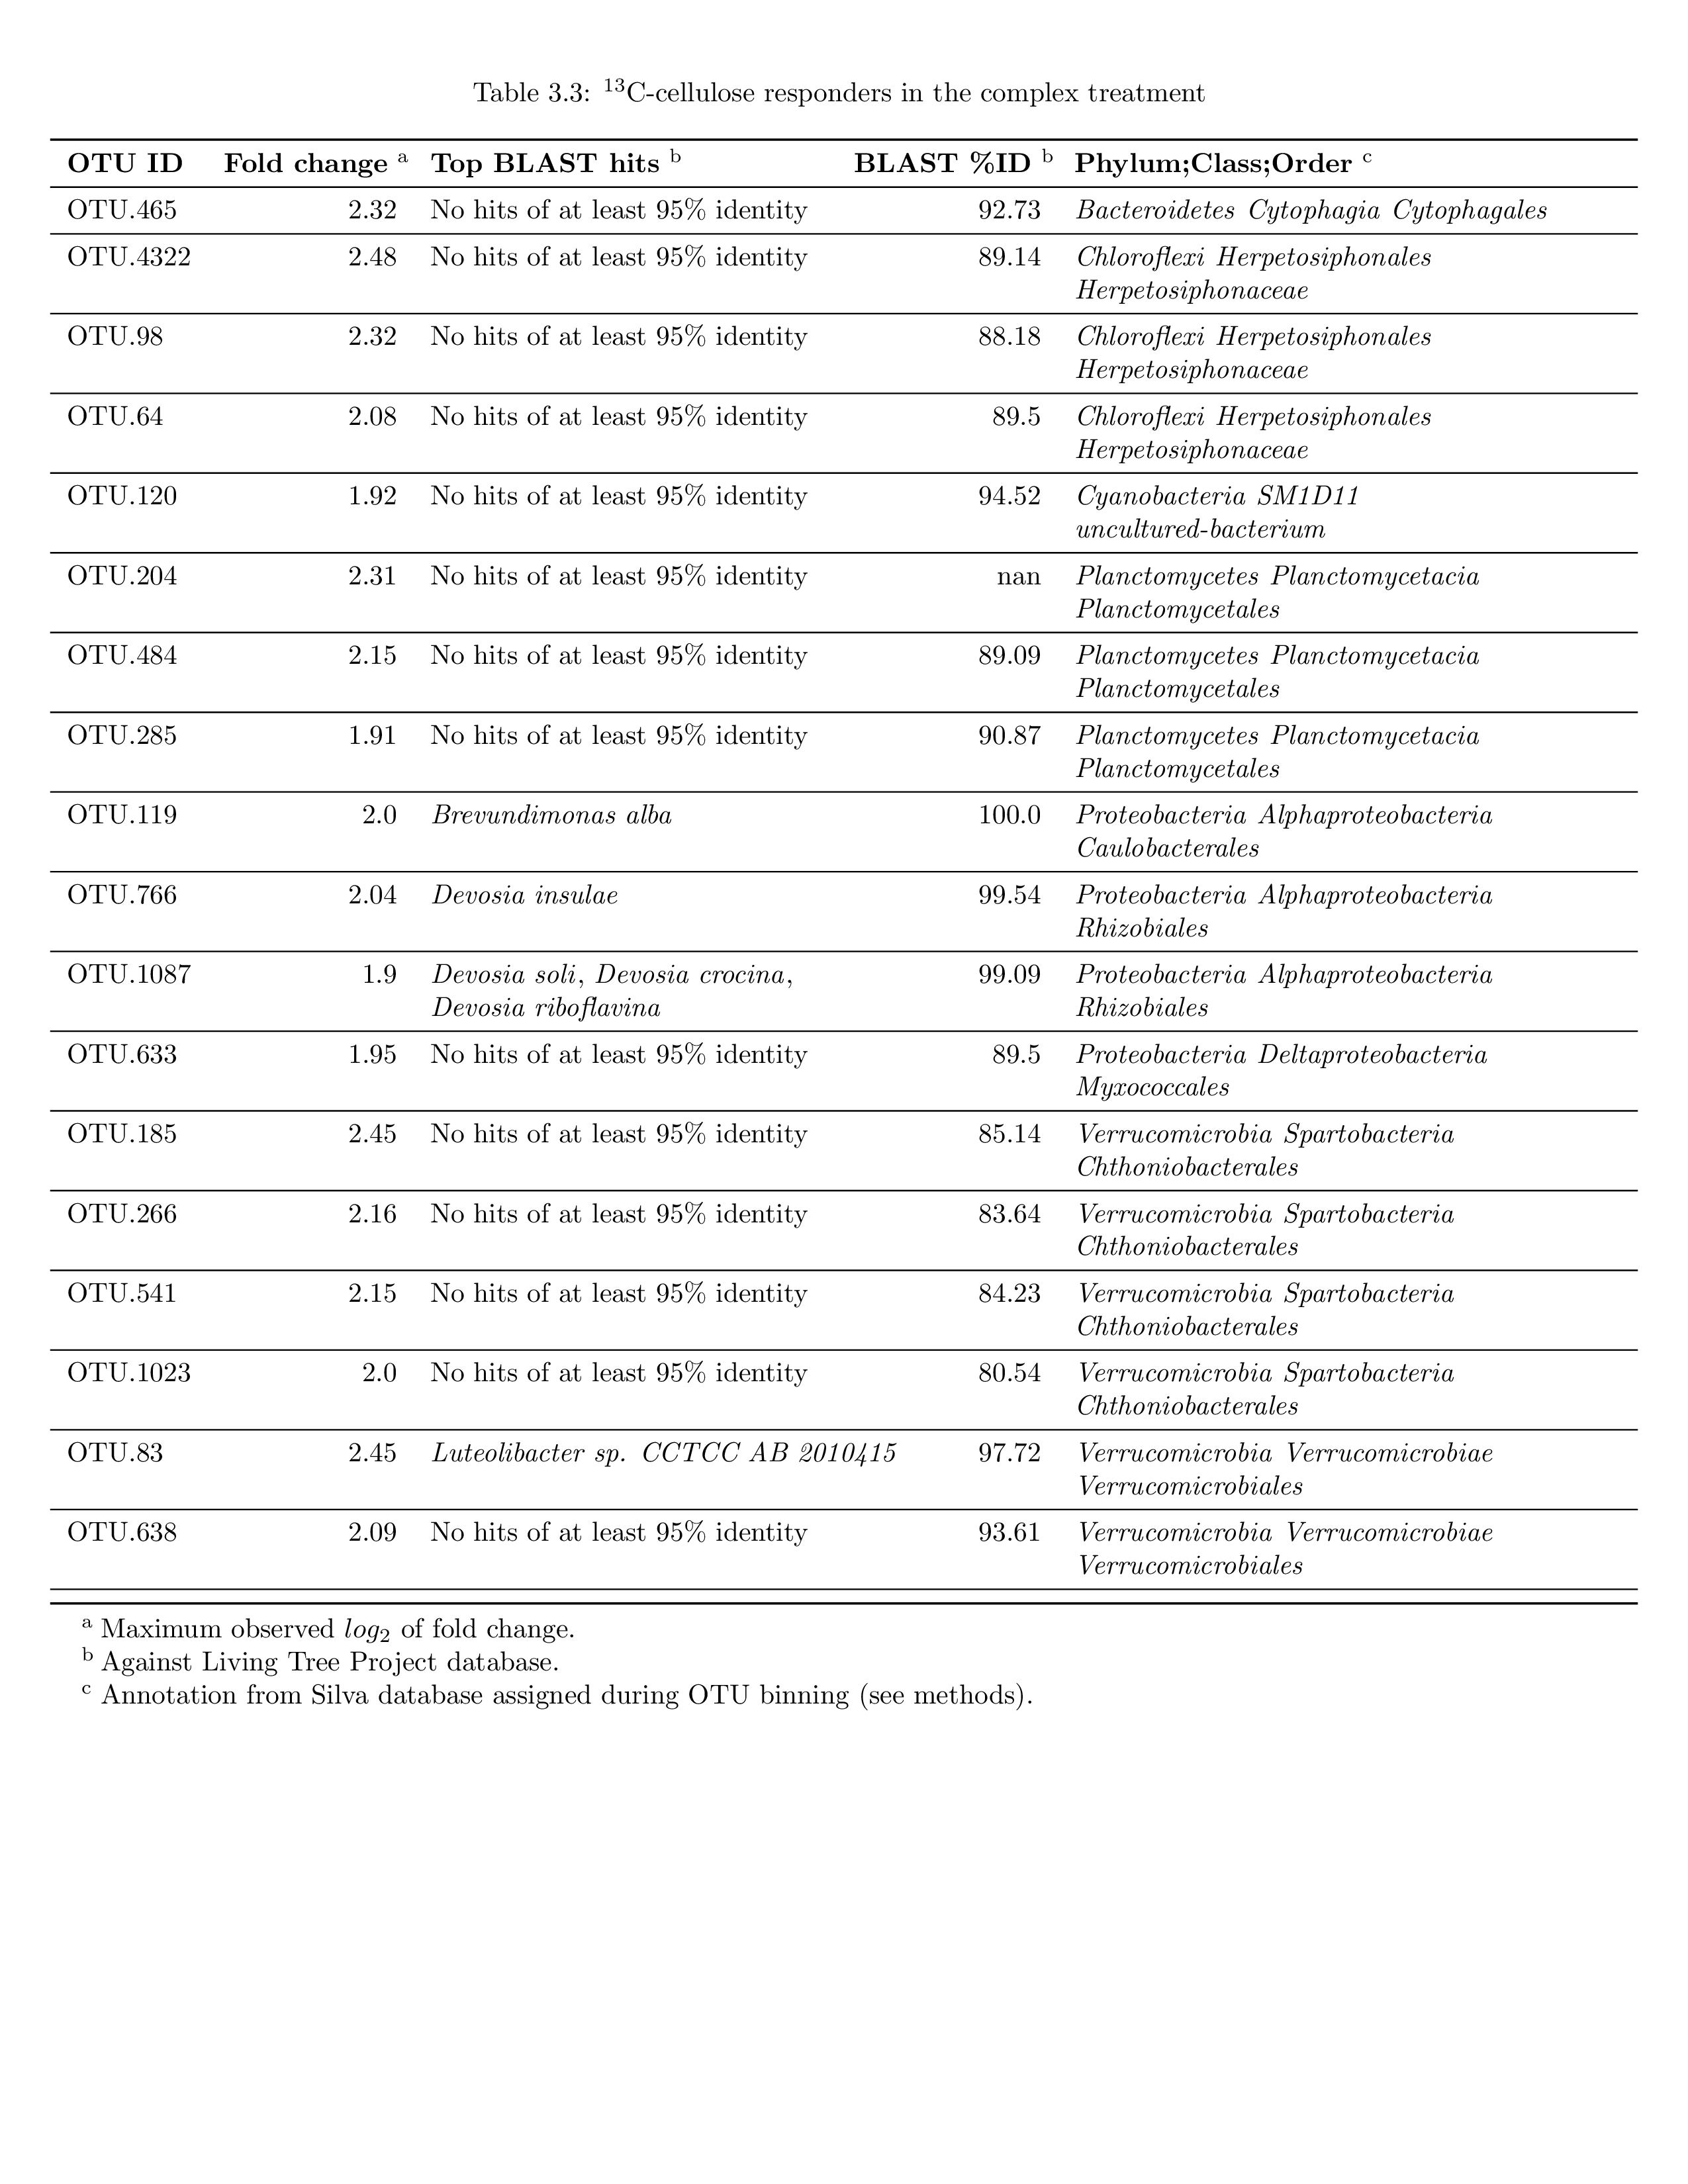 Table 3.3: ¹³C-cellulose responders in the complex treatment
OTU ID Fold change ᵃ Top BLAST hits ᵇ BLAST %ID ᵇ Phylum;Class;Order ᶜ
OTU.465 2.32 No hits of at least 95% identity 92.73 Bacteroidetes Cytophagia Cytophagales
OTU.4322 2.48 No hits of at least 95% identity 89.14 Chloroflexi Herpetosiphonales
Herpetosiphonaceae
OTU.98 2.32 No hits of at least 95% identity 88.18 Chloroflexi Herpetosiphonales
Herpetosiphonaceae
OTU.64 2.08 No hits of at least 95% identity 89.5 Chloroflexi Herpetosiphonales
Herpetosiphonaceae
OTU.120 1.92 No hits of at least 95% identity 94.52 Cyanobacteria SM1D11
uncultured-bacterium
OTU.204 2.31 No hits of at least 95% identity nan Planctomycetes Planctomycetacia
Planctomycetales
OTU.484 2.15 No hits of at least 95% identity 89.09 Planctomycetes Planctomycetacia
Planctomycetales
OTU.285 1.91 No hits of at least 95% identity 90.87 Planctomycetes Planctomycetacia
Planctomycetales
OTU.119 2.0 Brevundimonas alba 100.0 Proteobacteria Alphaproteobacteria
Caulobacterales
OTU.766 2.04 Devosia insulae 99.54 Proteobacteria Alphaproteobacteria
Rhizobiales
OTU.1087 1.9 Devosia soli, Devosia crocina, 99.09 Proteobacteria Alphaproteobacteria
Devosia riboflavina Rhizobiales
OTU.633 1.95 No hits of at least 95% identity 89.5 Proteobacteria Deltaproteobacteria
Myxococcales
OTU.185 2.45 No hits of at least 95% identity 85.14 Verrucomicrobia Spartobacteria
Chthoniobacterales
OTU.266 2.16 No hits of at least 95% identity 83.64 Verrucomicrobia Spartobacteria
Chthoniobacterales
OTU.541 2.15 No hits of at least 95% identity 84.23 Verrucomicrobia Spartobacteria
Chthoniobacterales
OTU.1023 2.0 No hits of at least 95% identity 80.54 Verrucomicrobia Spartobacteria
Chthoniobacterales
OTU.83 2.45 Luteolibacter sp. CCTCC AB 2010415 97.72 Verrucomicrobia Verrucomicrobiae
Verrucomicrobiales
OTU.638 2.09 No hits of at least 95% identity 93.61 Verrucomicrobia Verrucomicrobiae
Verrucomicrobiales
ᵃ Maximum observed log₂ of fold change.
ᵇ Against Living Tree Project database.
ᶜ Annotation from Silva database assigned during OTU binning (see methods).